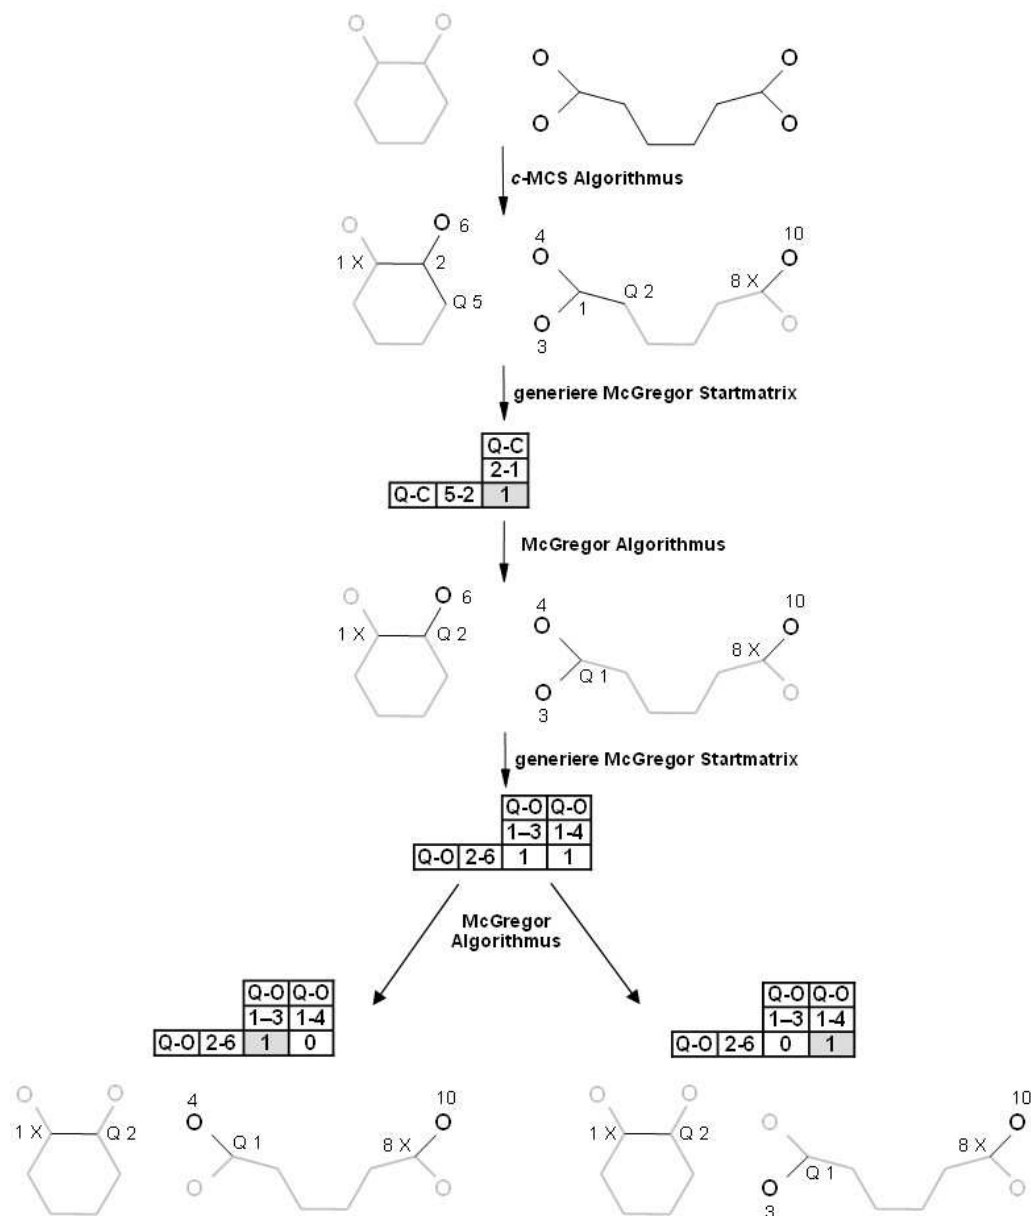 O O
O O
O O
c-MCS Algorithmus
O O 6
1 X 2
Q 5
4 10
O O
Q 2 8 X
1
O O
3
generiere McGregor Startmatrix
Q-C
2-1
Q-C 5-2 1
McGregor Algorithmus
O O 6
1 X Q 2
4 10
O O
8 X
Q 1
O O
3
generiere McGregor Startmatrix
Q-O Q-O
1–3 1-4
Q-O 2-6 1 1
McGregor
Algorithmus
Q-O Q-O
1–3 1-4
Q-O 2-6 1 0
Q-O Q-O
1–3 1-4
Q-O 2-6 0 1
O O
1 X Q 2
4 10
O O
Q 1 8 X
O O
O O
1 X Q 2
10
O O
8 X
Q 1
O O
3